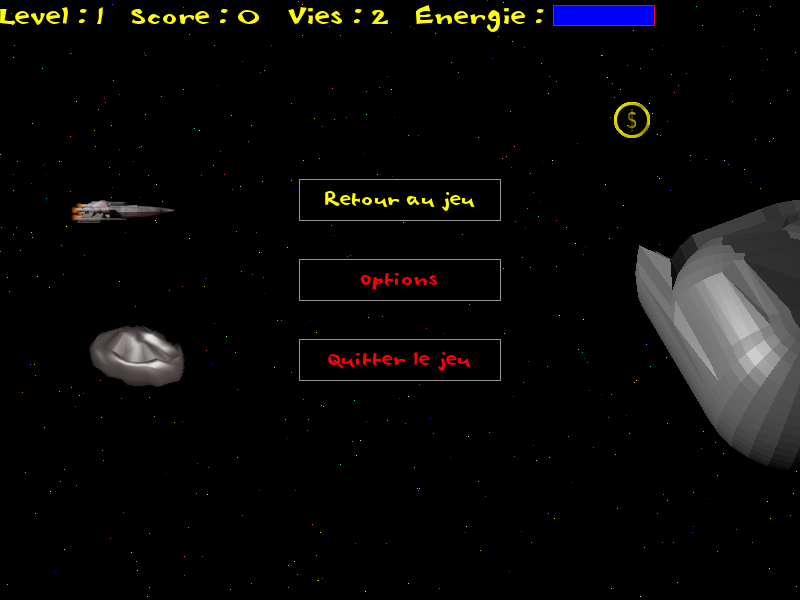 Level : 1 Score : 0 Vies : 2 Energie :
$
Retour au jeu
Options
Quitter le jeu